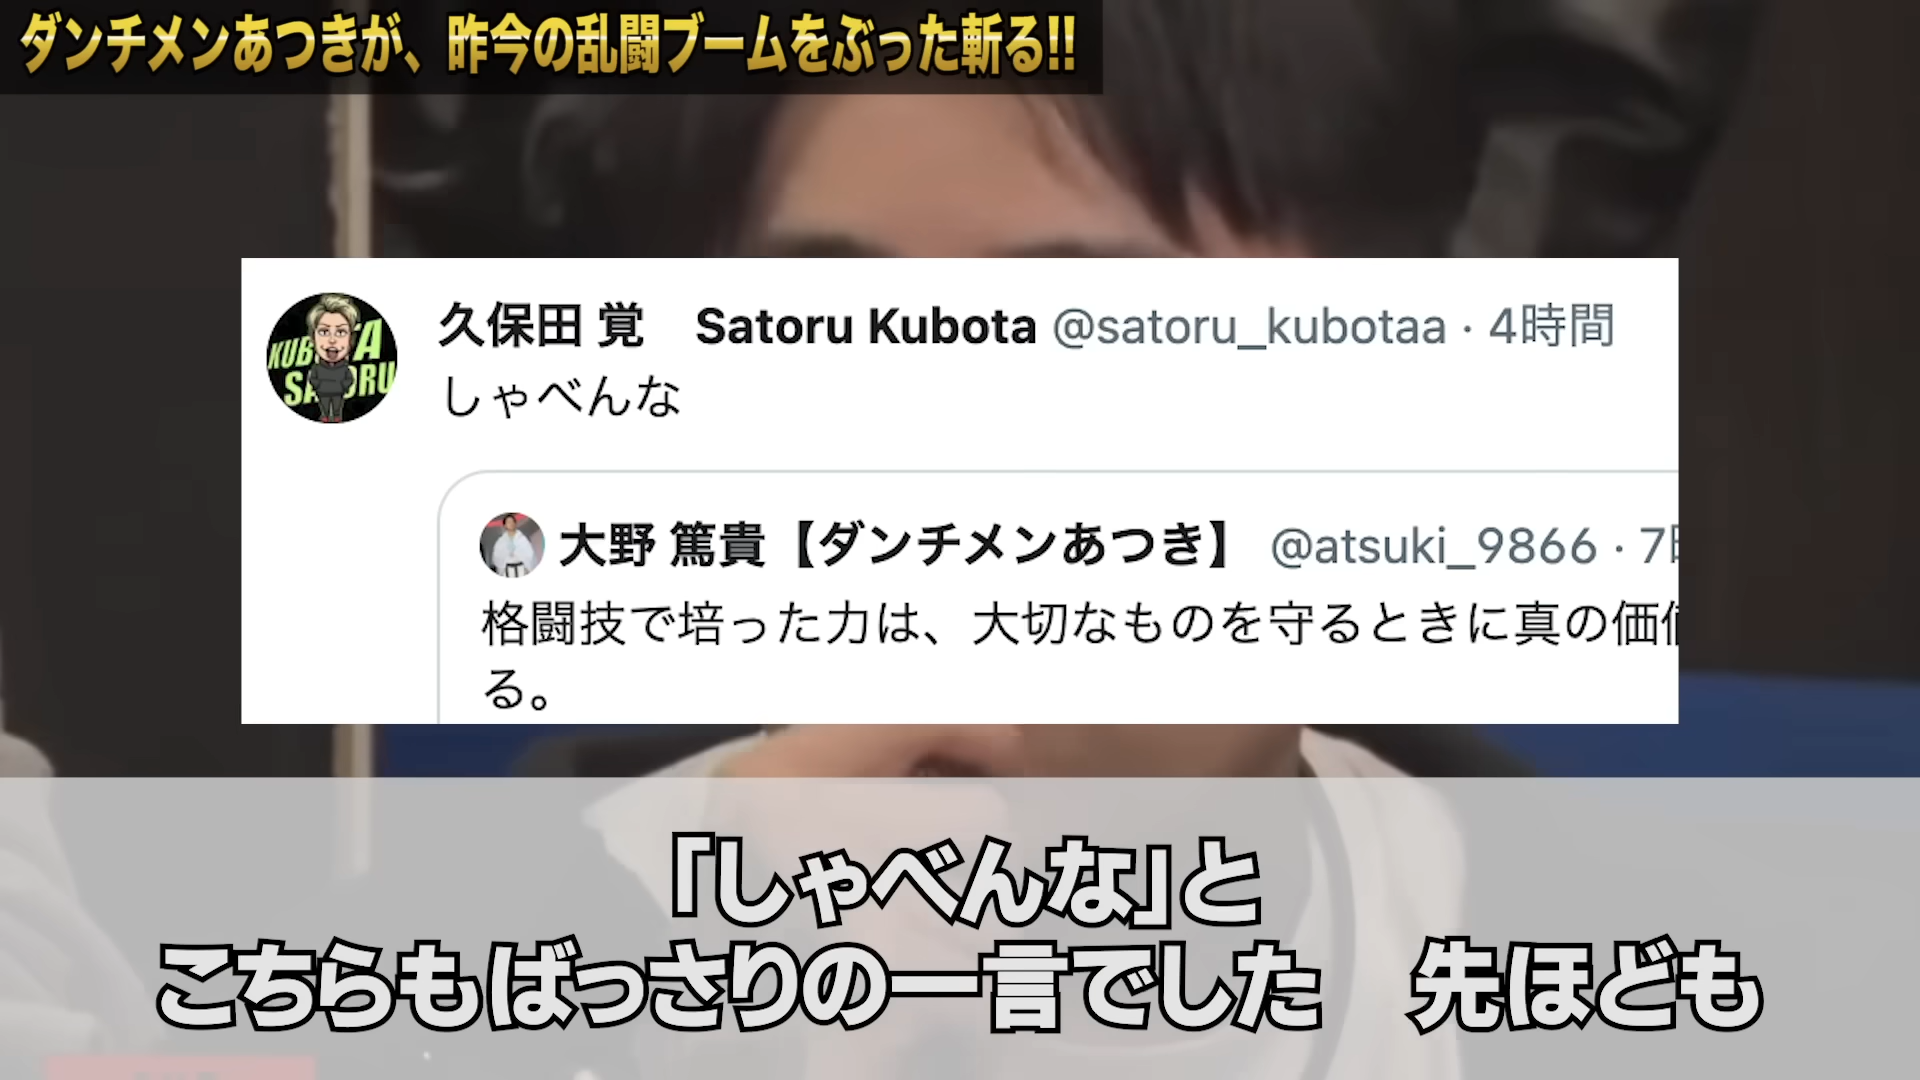 ダンチメンあつきが、昨今の乱闘ブームをぶった斬る!!
久保田 覚　Satoru Kubota @satoru_kubotaa · 4時間
しゃべんな
大野 篤貴【ダンチメンあつき】 @atsuki_9866 · 7
格闘技で培った力は、大切なものを守るときに真の価
る。
「しゃべんな」と
こちらもばっさりの一言でした　先ほども